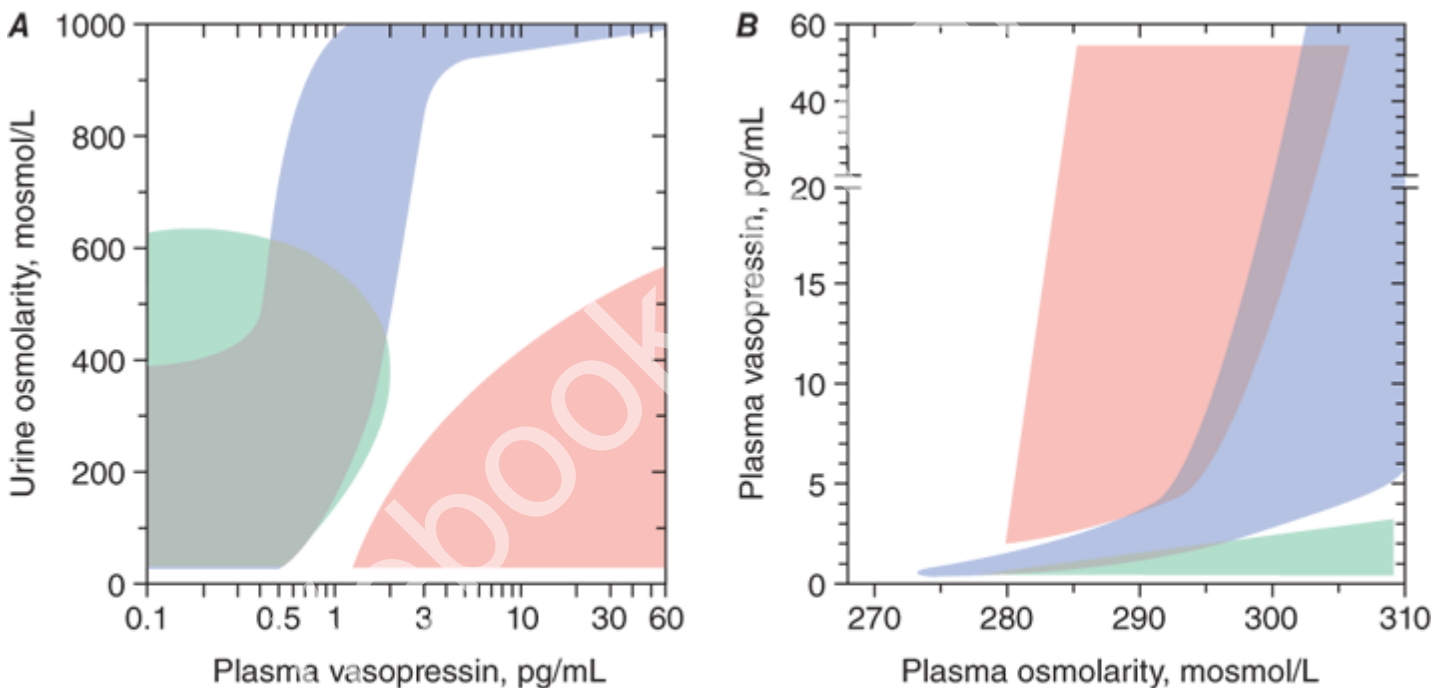 A
1000
800
600
400
200
0
Urine osmolarity, mosmol/L
0.1 0.5 1 3 10 30 60
Plasma vasopressin, pg/mL
B
60
40
20
15
10
5
0
Plasma vasopressin, pg/mL
270 280 290 300 310
Plasma osmolarity, mosmol/L
ebook